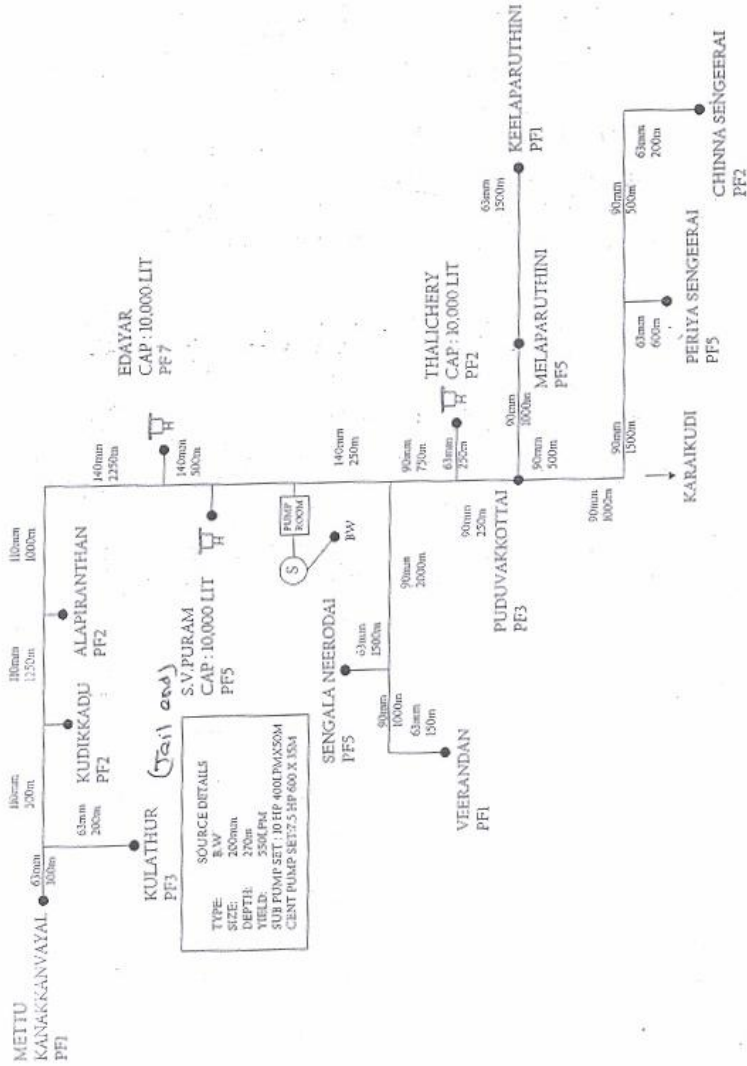 METTU
KANAKKANVAYAL
PF1
63mm
100m
KULATHUR
PF3
63mm
200m
110mm
500m
KUDIKKADU
PF2
110mm
1250m
ALAPIRANTHAN
PF2
110mm
1000m
140mm
2250m
EDAYAR
CAP : 10,000 LIT
PF7
140mm
500m
(Tail end)
S.V.PURAM
CAP : 10,000 LIT
PF5
SOURCE DETAILS
TYPE: B.W
SIZE: 200mm
DEPTH: 270m
YIELD: 550LPM
SUB PUMP SET : 10 HP 400LPMX50M
CENT PUMP SET:7.5 HP 600 X 35M
S
PUMP
ROOM
BW
140mm
250m
SENGALA NEERODAI
PF5
63mm
1500m
90mm
2000m
90mm
1000m
63mm
150m
VEERANDAN
PF1
90mm
750m
THALICHERY
CAP : 10,000 LIT
PF2
63mm
250m
90mm
250m
PUDUVAKKOTTAI
PF3
90mm
1000m
90mm
500m
MELAPARUTHINI
PF5
63mm
1500m
KEELAPARUTHINI
PF1
90mm
1000m
KARAIKUDI
90mm
1500m
63mm
600m
PERIYA SENGEERAI
PF5
90mm
500m
63mm
200m
CHINNA SENGEERAI
PF2